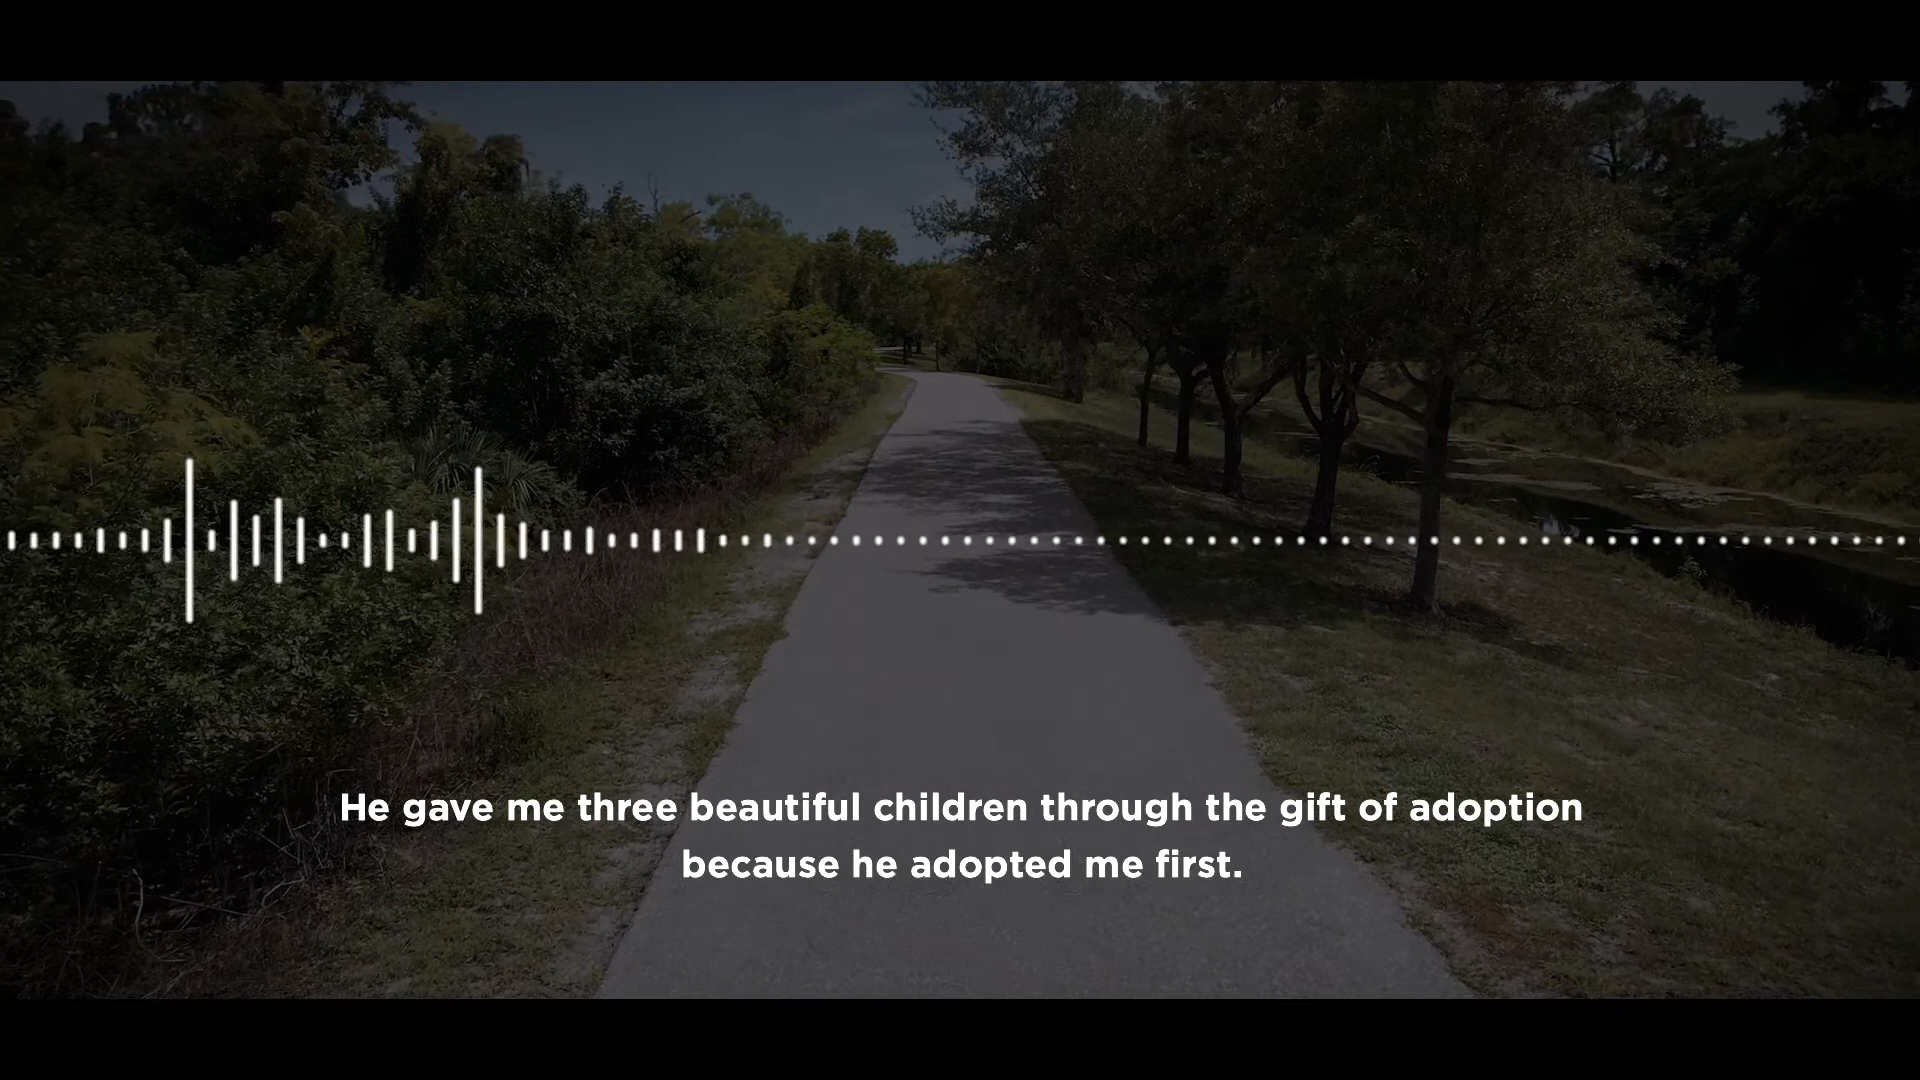 He gave me three beautiful children through the gift of adoption
because he adopted me first.